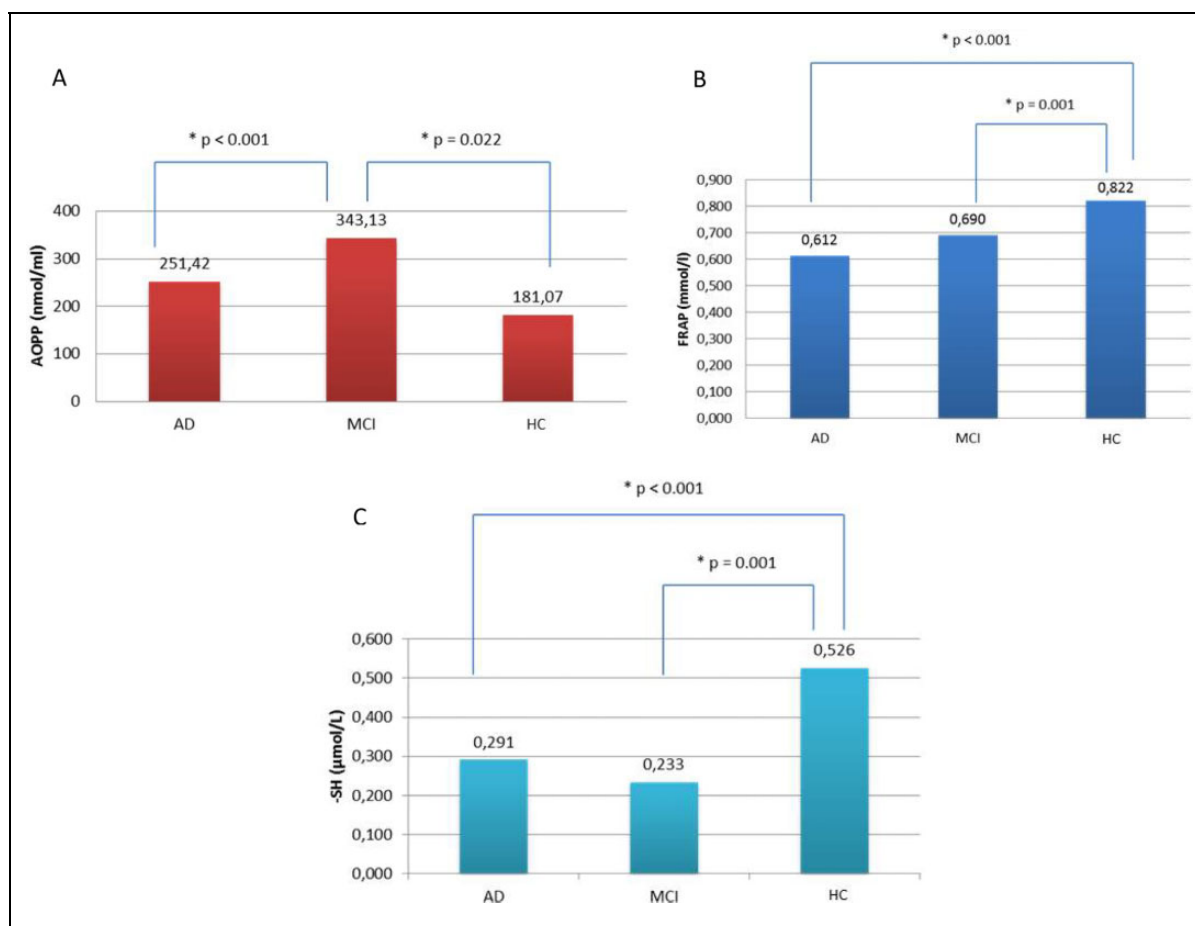 A
* p < 0.001
* p = 0.022
AOPP (nmol/ml)
400
300
200
100
0
251,42
343,13
181,07
AD
MCI
HC
B
* p < 0.001
* p = 0.001
FRAP (mmol/l)
0,900
0,800
0,700
0,600
0,500
0,400
0,300
0,200
0,100
0,000
0,612
0,690
0,822
AD
MCI
HC
C
* p < 0.001
* p = 0.001
-SH (µmol/L)
0,600
0,500
0,400
0,300
0,200
0,100
0,000
0,291
0,233
0,526
AD
MCI
HC